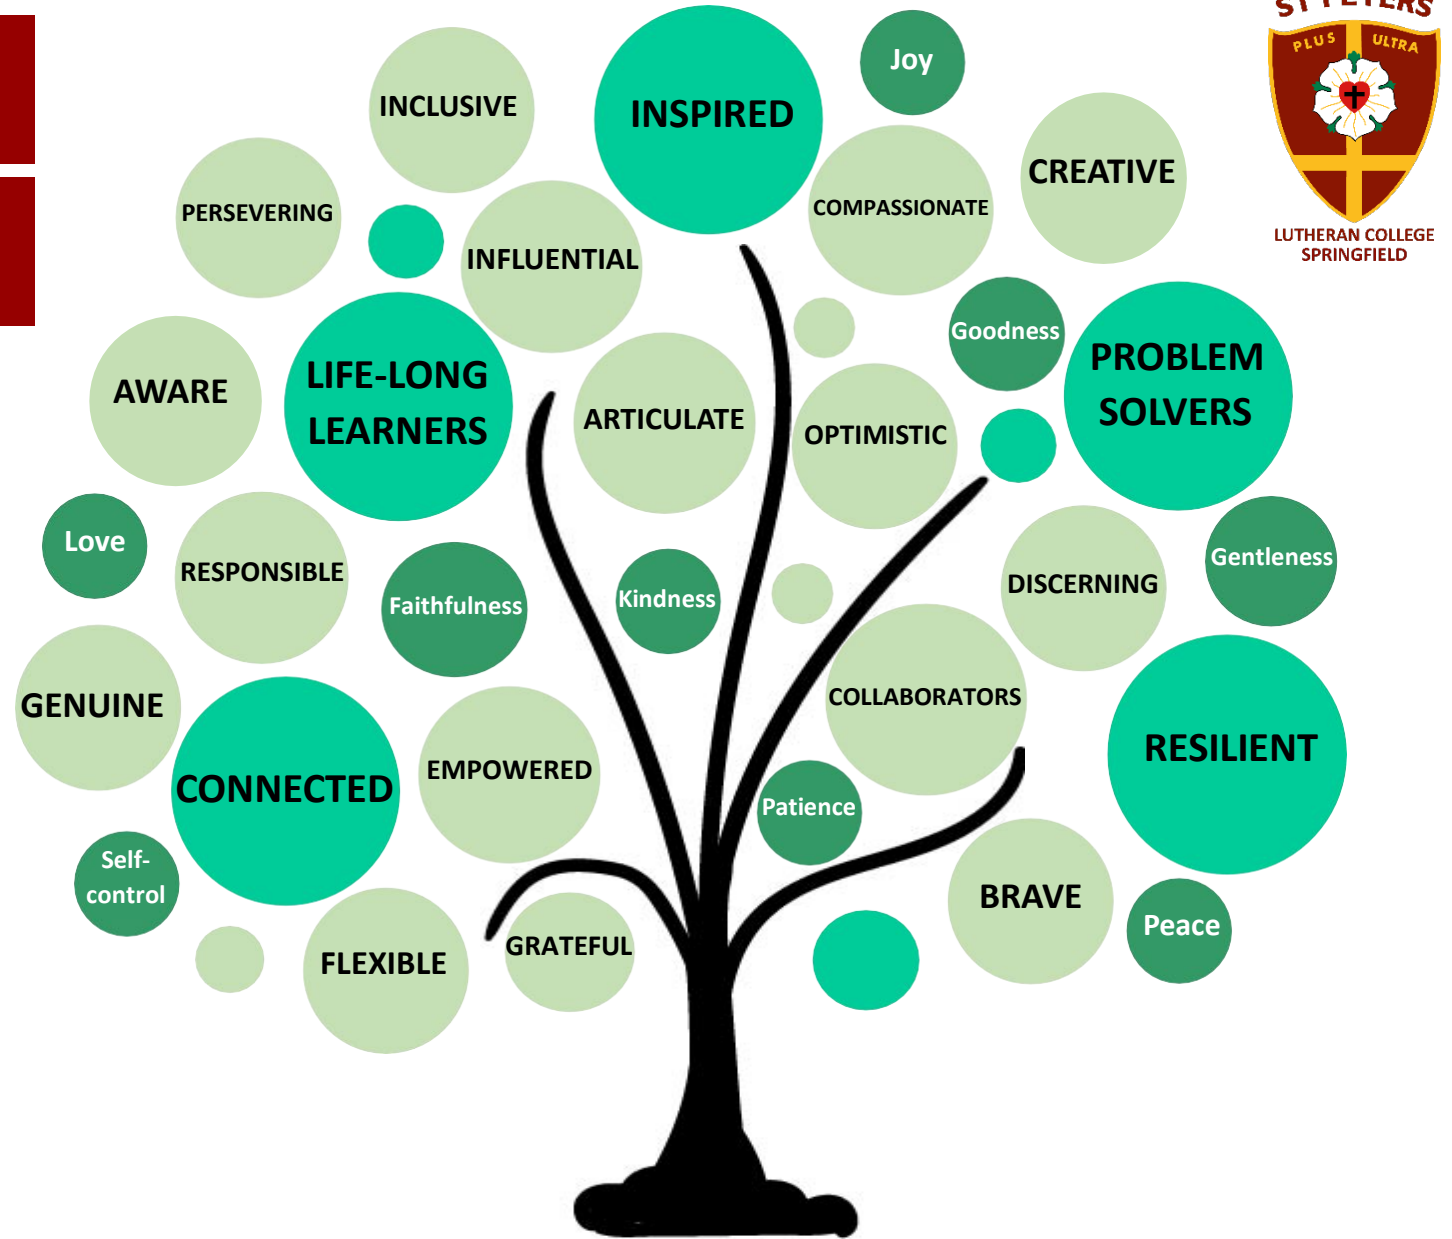 ST PETERS
PLUS ULTRA
LUTHERAN COLLEGE
SPRINGFIELD
Joy
INCLUSIVE
INSPIRED
CREATIVE
PERSEVERING
COMPASSIONATE
INFLUENTIAL
Goodness
LIFE-LONG
LEARNERS
PROBLEM
SOLVERS
AWARE
ARTICULATE
OPTIMISTIC
Love
RESPONSIBLE
Faithfulness
Kindness
DISCERNING
Gentleness
GENUINE
COLLABORATORS
RESILIENT
CONNECTED
EMPOWERED
Patience
Self-
control
BRAVE
Peace
FLEXIBLE
GRATEFUL